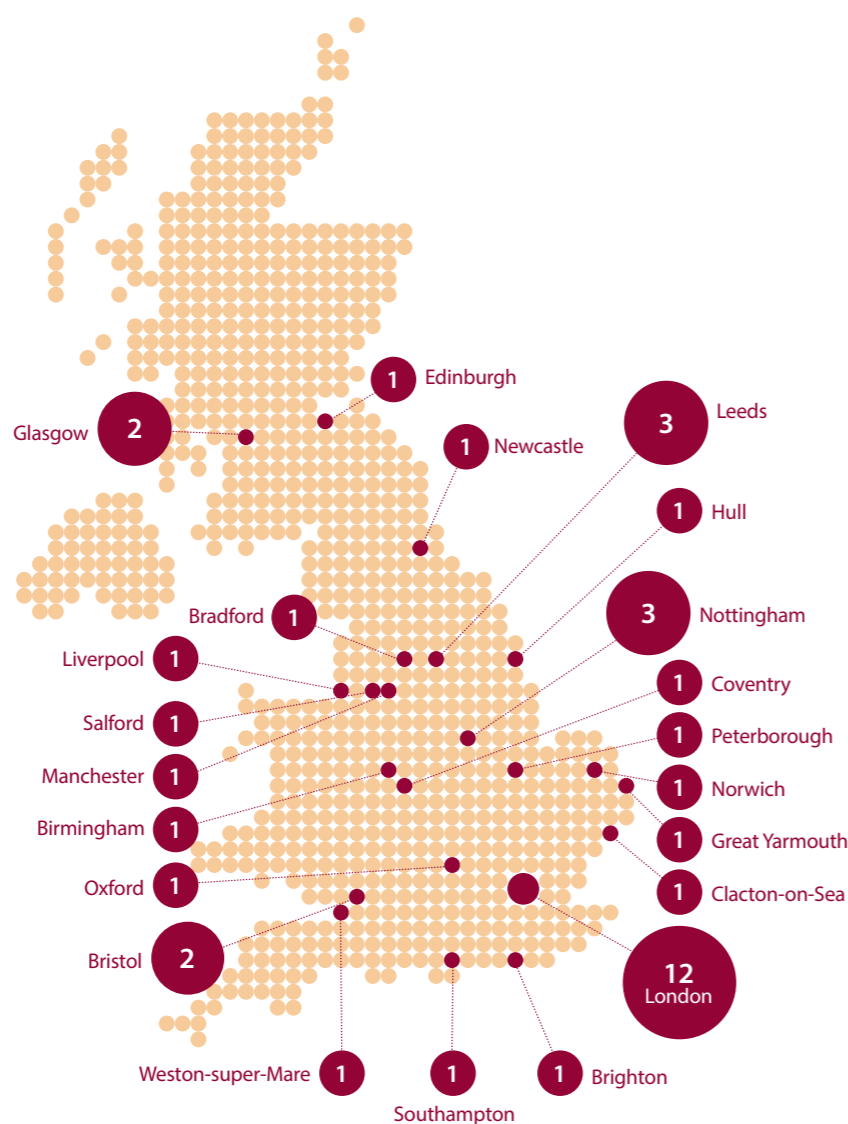 1 Edinburgh
Glasgow 2
3 Leeds
1 Newcastle
1 Hull
Bradford 1
3 Nottingham
Liverpool 1
1 Coventry
Salford 1
1 Peterborough
Manchester 1
1 Norwich
Birmingham 1
1 Great Yarmouth
Oxford 1
1 Clacton-on-Sea
Bristol 2
12
London
Weston-super-Mare 1
1
Southampton
1 Brighton